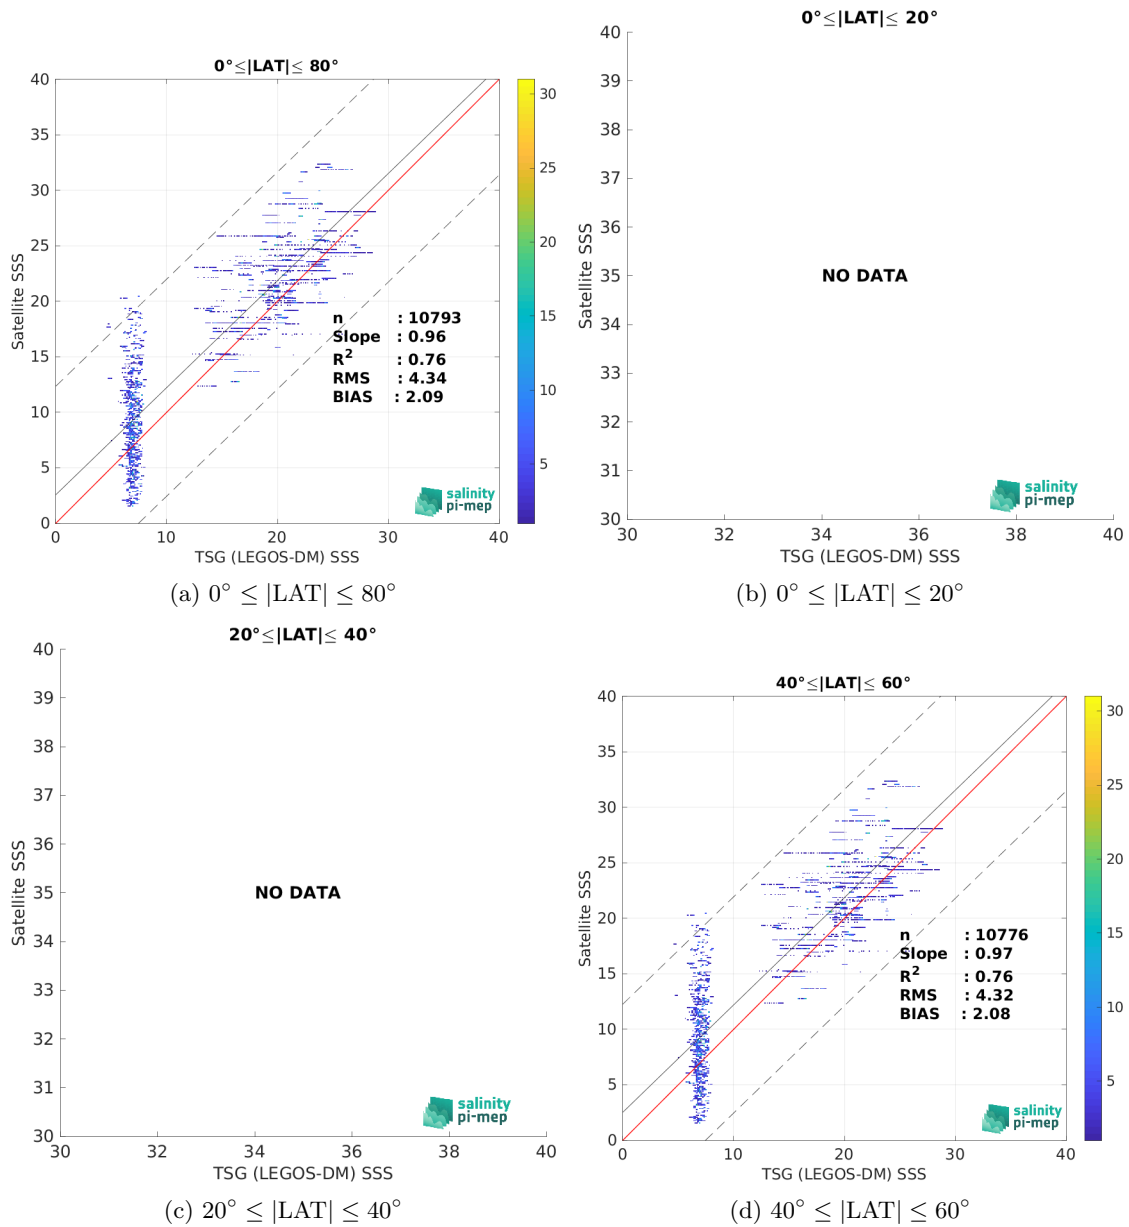 0°≤|LAT|≤ 80°
40
35
30
25
20
15
10
5
0
Satellite SSS
0
10
20
30
40
TSG (LEGOS-DM) SSS
n : 10793
Slope : 0.96
R² : 0.76
RMS : 4.34
BIAS : 2.09
salinity
pi-mep
30
25
20
15
10
5
(a) 0° ≤ |LAT| ≤ 80°
0°≤|LAT|≤ 20°
40
39
38
37
36
35
34
33
32
31
30
Satellite SSS
NO DATA
salinity
pi-mep
30
32
34
36
38
40
TSG (LEGOS-DM) SSS
(b) 0° ≤ |LAT| ≤ 20°
20°≤|LAT|≤ 40°
40
39
38
37
36
35
34
33
32
31
30
Satellite SSS
NO DATA
salinity
pi-mep
30
32
34
36
38
40
TSG (LEGOS-DM) SSS
(c) 20° ≤ |LAT| ≤ 40°
40°≤|LAT|≤ 60°
40
35
30
25
20
15
10
5
0
Satellite SSS
n : 10776
Slope : 0.97
R² : 0.76
RMS : 4.32
BIAS : 2.08
salinity
pi-mep
0
10
20
30
40
TSG (LEGOS-DM) SSS
30
25
20
15
10
5
(d) 40° ≤ |LAT| ≤ 60°